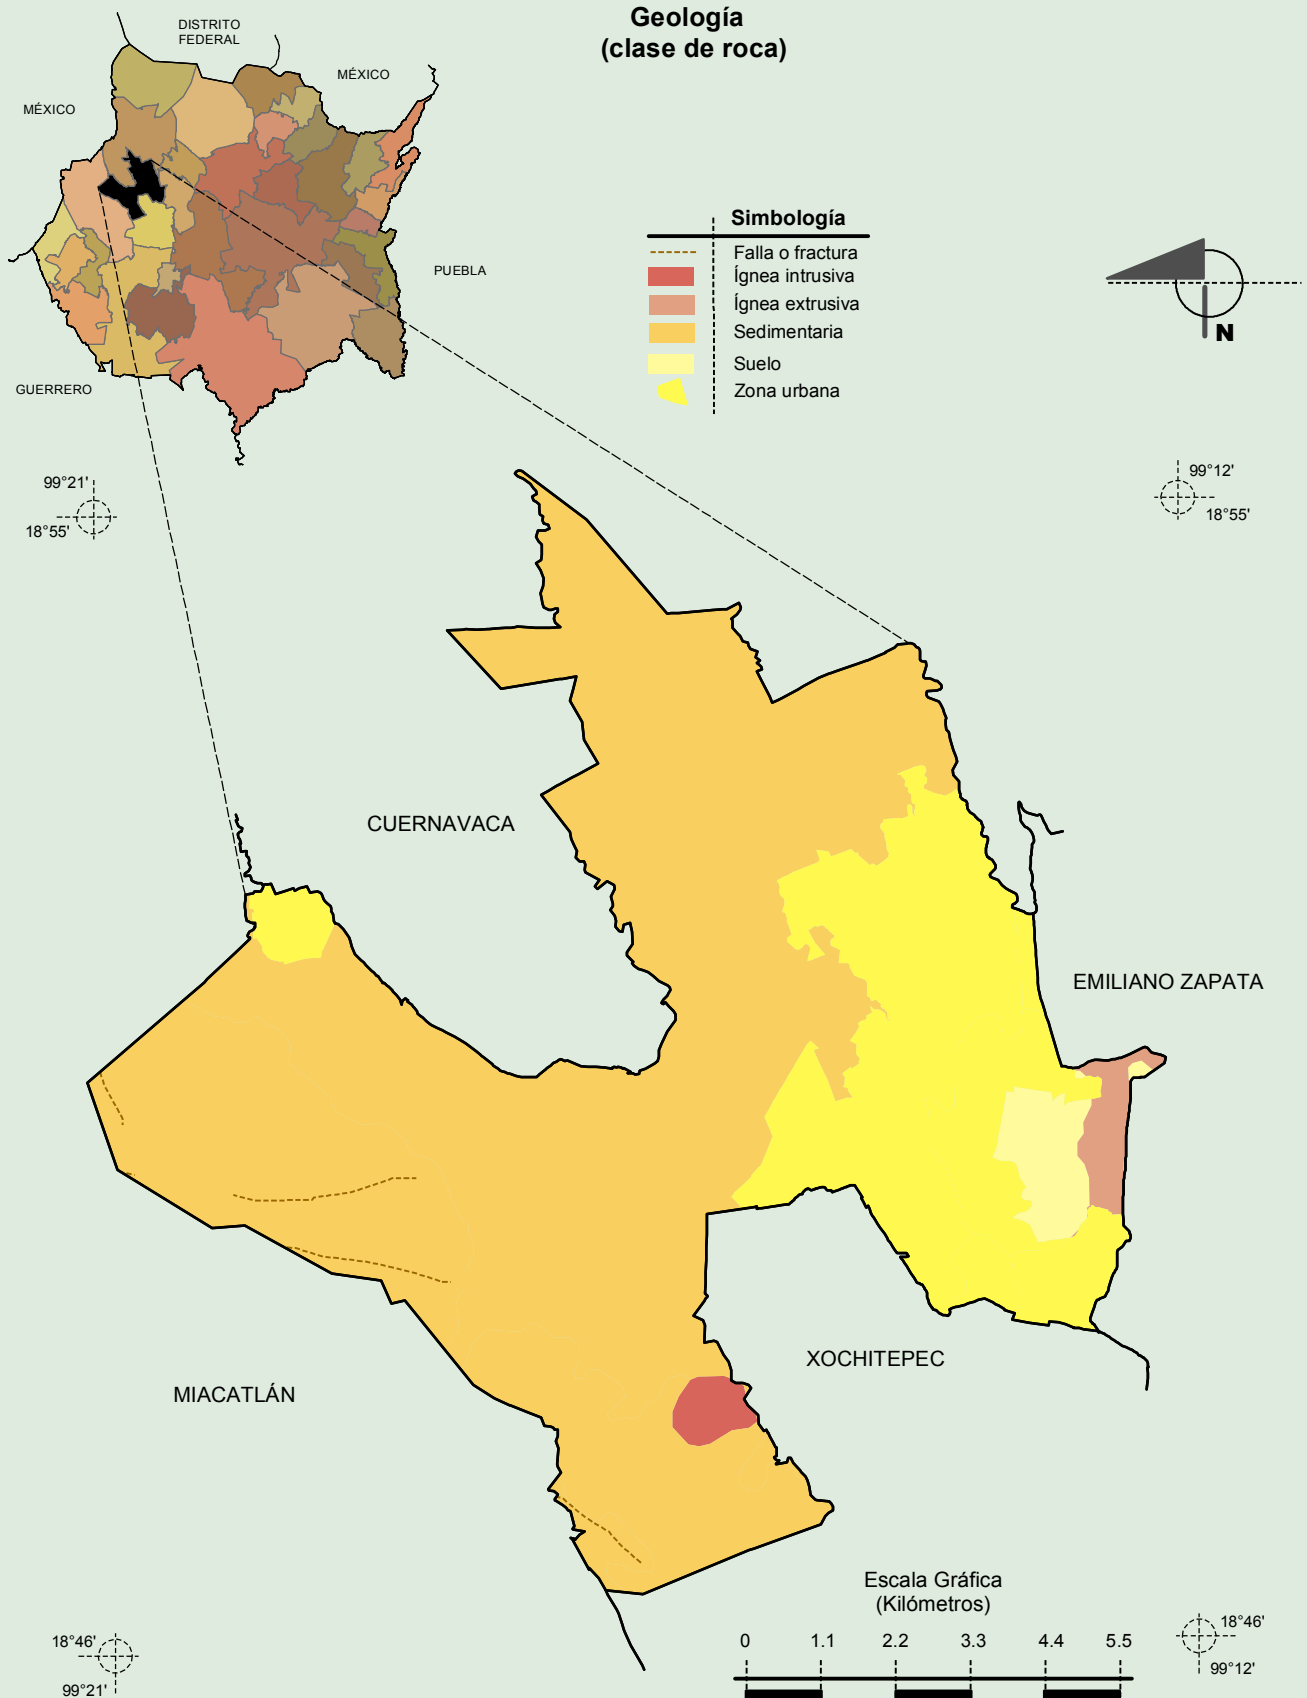 Geología
(clase de roca)
DISTRITO
FEDERAL
MÉXICO
MÉXICO
PUEBLA
GUERRERO
Simbología
Falla o fractura
Ígnea intrusiva
Ígnea extrusiva
Sedimentaria
Suelo
Zona urbana
N
99°21'
18°55'
99°12'
18°55'
CUERNAVACA
EMILIANO ZAPATA
XOCHITEPEC
MIACATLÁN
Escala Gráfica
(Kilómetros)
0 1.1 2.2 3.3 4.4 5.5
18°46'
99°21'
18°46'
99°12'